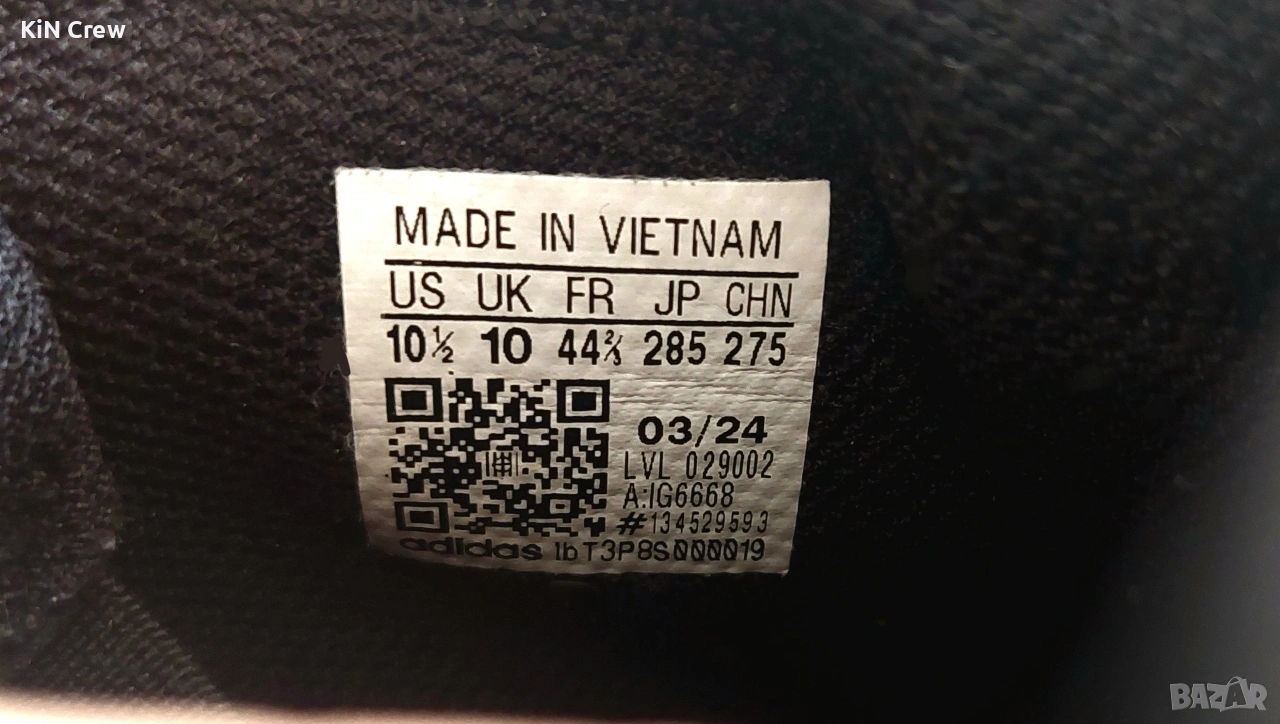 KiN Crew
MADE IN VIETNAM
US UK FR JP CHN
10½ 10 44⅔ 285 275
03/24
LVL 029002
A:IG6668
#134529593
adidas 1bT3P8S000019
BAZAR